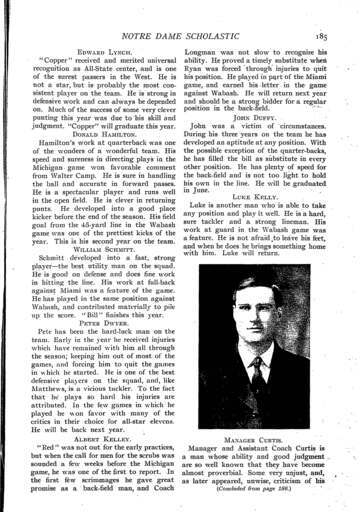 NOTRE DAME SCHOLASTIC 185
EDWARD LYNCH.
"Copper" received and merited universal
recognition as All-State center, and is one
of the surest passers in the West. He is
not a star, but is probably the most con-
sistent player on the team. He is strong in
defensive work and can always be depended
on. Much of the success of some very clever
punting this year was due to his skill and
judgment. "Copper" will graduate this year.
DONALD HAMILTON.
Hamilton's work at quarterback was one
of the wonders of a wonderful team. His
speed and sureness in directing plays in the
Michigan game won favorable comment
from Walter Camp. He is sure in handling
the ball and accurate in forward passes.
He is a spectacular player and runs well
in the open field. He is clever in returning
punts. He developed into a good place
kicker before the end of the season. His field
goal from the 45-yard line in the Wabash
game was one of the prettiest kicks of the
year. This is his second year on the team.
WILLIAM SCHMITT.
Schmitt developed into a fast, strong
player—the best utility man on the squad.
He is good on defense and does fine work
in hitting the line. His work at full-back
against Miami was a feature of the game.
He has played in the same position against
Wabash, and contributed materially to pile
up the score. "Bill" finishes this year.
PETER DWYER.
Pete has been the hard-luck man on the
team. Early in the year he received injuries
which have remained with him all through
the season; keeping him out of most of the
games, and forcing him to quit the games
in which he started. He is one of the best
defensive players on the squad, and, like
Matthews, is a vicious tackler. To the fact
that he plays so hard his injuries are
attributed. In the few games in which he
played he won favor with many of the
critics in their choice for all-star elevens.
He will be back next year.
ALBERT KELLEY.
"Red" was not out for the early practices,
but when the call for men for the scrubs was
sounded a few weeks before the Michigan
game, he was one of the first to report. In
the first few scrimmages he gave great
promise as a back-field man, and Coach
Longman was not slow to recognize his
ability. He proved a timely substitute when
Ryan was forced through injuries to quit
his position. He played in part of the Miami
game, and earned his letter in the game
against Wabash. He will return next year
and should be a strong bidder for a regular
position in the back-field.
JOHN DUFFY.
John was a victim of circumstances.
During his three years on the team he has
developed an aptitude at any position. With
the possible exception of the quarter-backs,
he has filled the bill as substitute in every
other position. He has plenty of speed for
the back-field and is not too light to hold
his own in the line. He will be graduated
in June.
LUKE KELLY.
Luke is another man who is able to take
any position and play it well. He is a hard,
sure tackler and a strong lineman. His
work at guard in the Wabash game was
a feature. He is not afraid to leave his feet,
and when he does he brings something home
with him. Luke will return.
MANAGER CURTIS.
Manager and Assistant Coach Curtis is
a man whose ability and good judgment
are so well known that they have become
almost proverbial. Some very unjust, and,
as later appeared, unwise, criticism of his
(Concluded from page 186.)